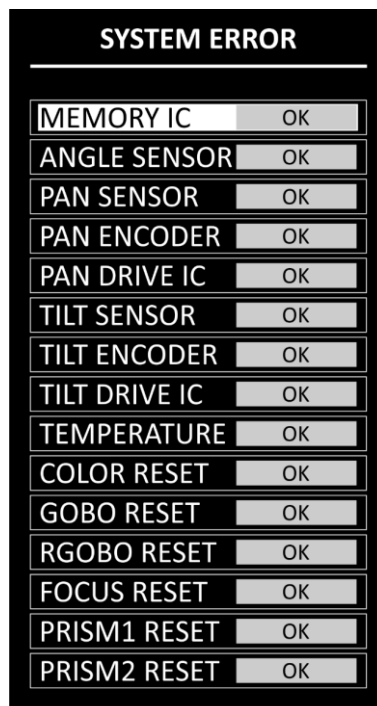 SYSTEM ERROR
MEMORY IC OK
ANGLE SENSOR OK
PAN SENSOR OK
PAN ENCODER OK
PAN DRIVE IC OK
TILT SENSOR OK
TILT ENCODER OK
TILT DRIVE IC OK
TEMPERATURE OK
COLOR RESET OK
GOBO RESET OK
RGOBO RESET OK
FOCUS RESET OK
PRISM1 RESET OK
PRISM2 RESET OK